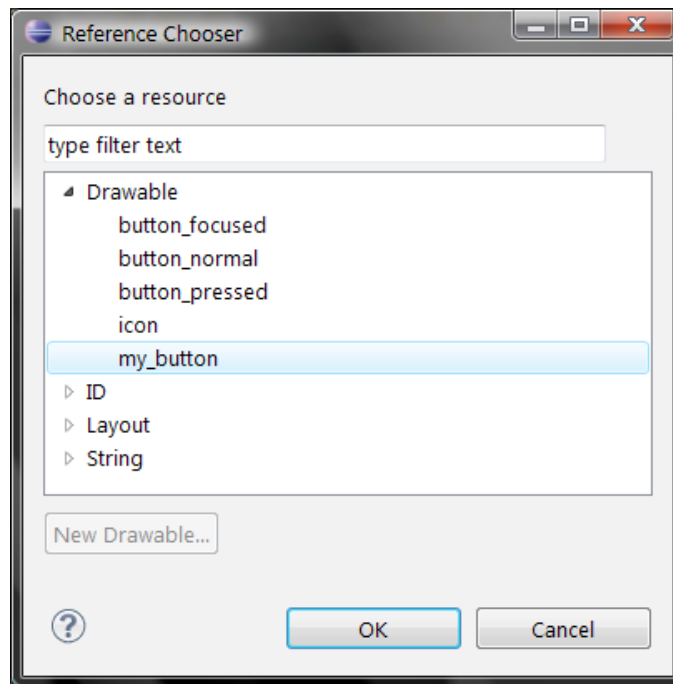 Reference Chooser
Choose a resource
type filter text
Drawable
button_focused
button_normal
button_pressed
icon
my_button
ID
Layout
String
New Drawable...
?
OK
Cancel